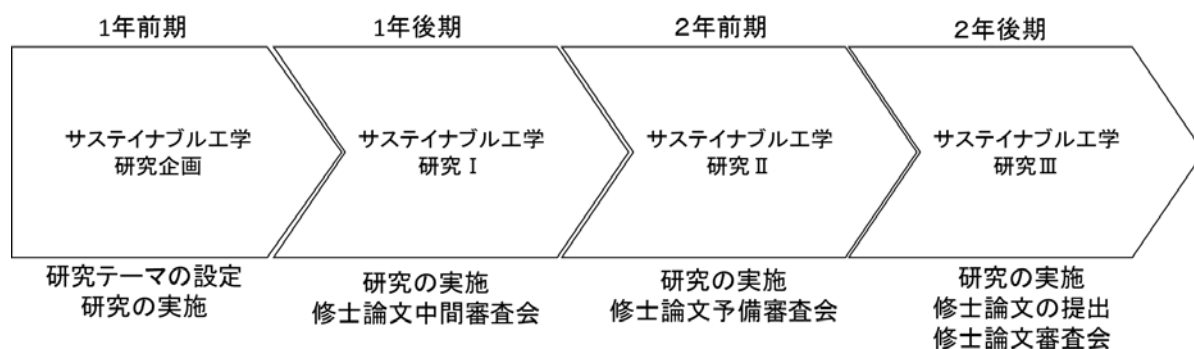 1年前期
サステイナブル工学
研究企画
研究テーマの設定
研究の実施
1年後期
サステイナブル工学
研究Ⅰ
研究の実施
修士論文中間審査会
2年前期
サステイナブル工学
研究Ⅱ
研究の実施
修士論文予備審査会
2年後期
サステイナブル工学
研究Ⅲ
研究の実施
修士論文の提出
修士論文審査会